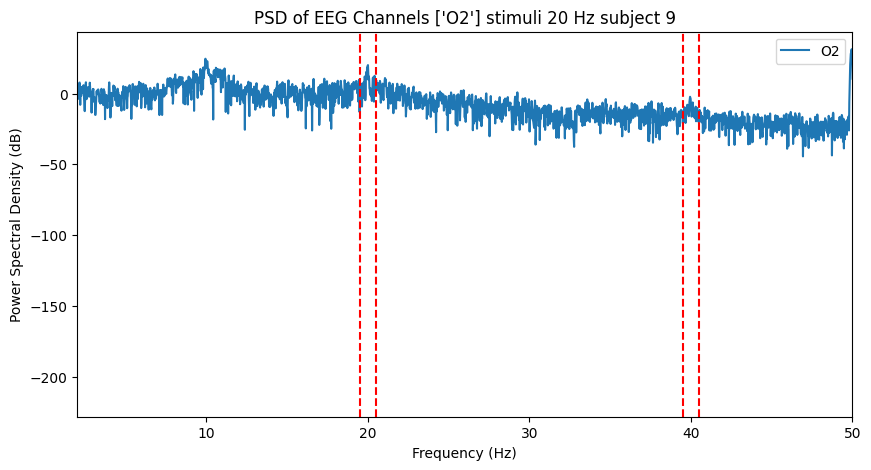 PSD of EEG Channels ['O2'] stimuli 20 Hz subject 9
O2
Power Spectral Density (dB)
0
−50
−100
−150
−200
10
20
30
40
50
Frequency (Hz)